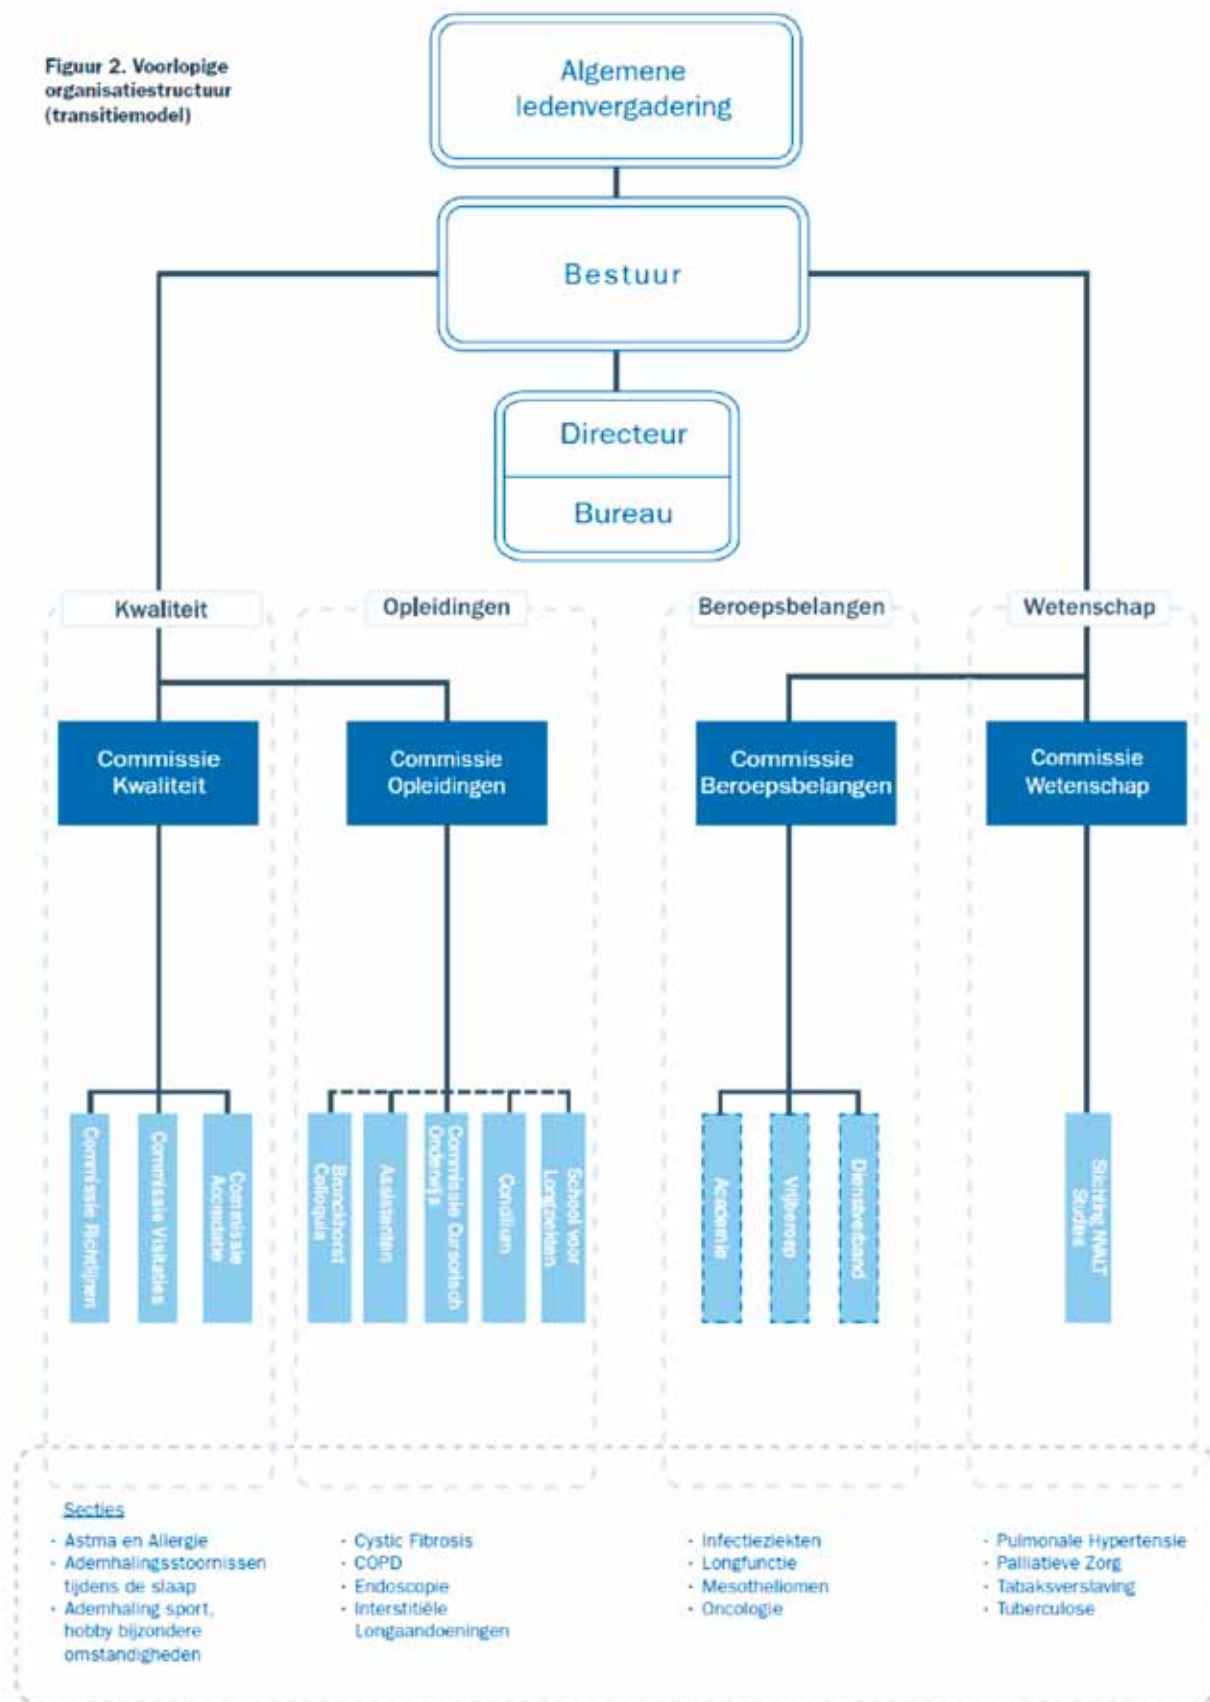 Figuur 2. Voorlopige
organisatiestructuur
(transitiemodel)
Algemene
ledenvergadering
Bestuur
Directeur
Bureau
Kwaliteit
Opleidingen
Beroepsbelangen
Wetenschap
Commissie
Kwaliteit
Commissie
Opleidingen
Commissie
Beroepsbelangen
Commissie
Wetenschap
Commissie Richtlijnen
Commissie Visitaties
Commissie
Accreditatie
Bronckhorst
Colloquia
Assistenten
Commissie Cursorisch
Onderwijs
Concilium
School voor
Longziekten
Academie
Vrijberoep
Dienstverband
Stichting NVALT
Studies
Secties
- Astma en Allergie
- Ademhalingsstoornissen
tijdens de slaap
- Ademhaling sport,
hobby bijzondere
omstandigheden
- Cystic Fibrosis
- COPD
- Endoscopie
- Interstitiële
Longaandoeningen
- Infectieziekten
- Longfunctie
- Mesotheliomen
- Oncologie
- Pulmonale Hypertensie
- Palliatieve Zorg
- Tabaksverslaving
- Tuberculose